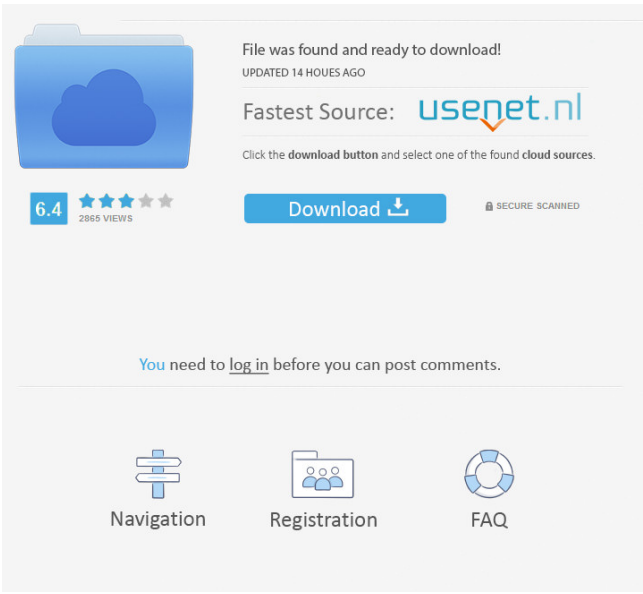 File was found and ready to download!
UPDATED 14 HOUES AGO
Fastest Source: usenet.nl
Click the download button and select one of the found cloud sources.
6.4
2865 VIEWS
Download
SECURE SCANNED
You need to log in before you can post comments.
Navigation
Registration
FAQ